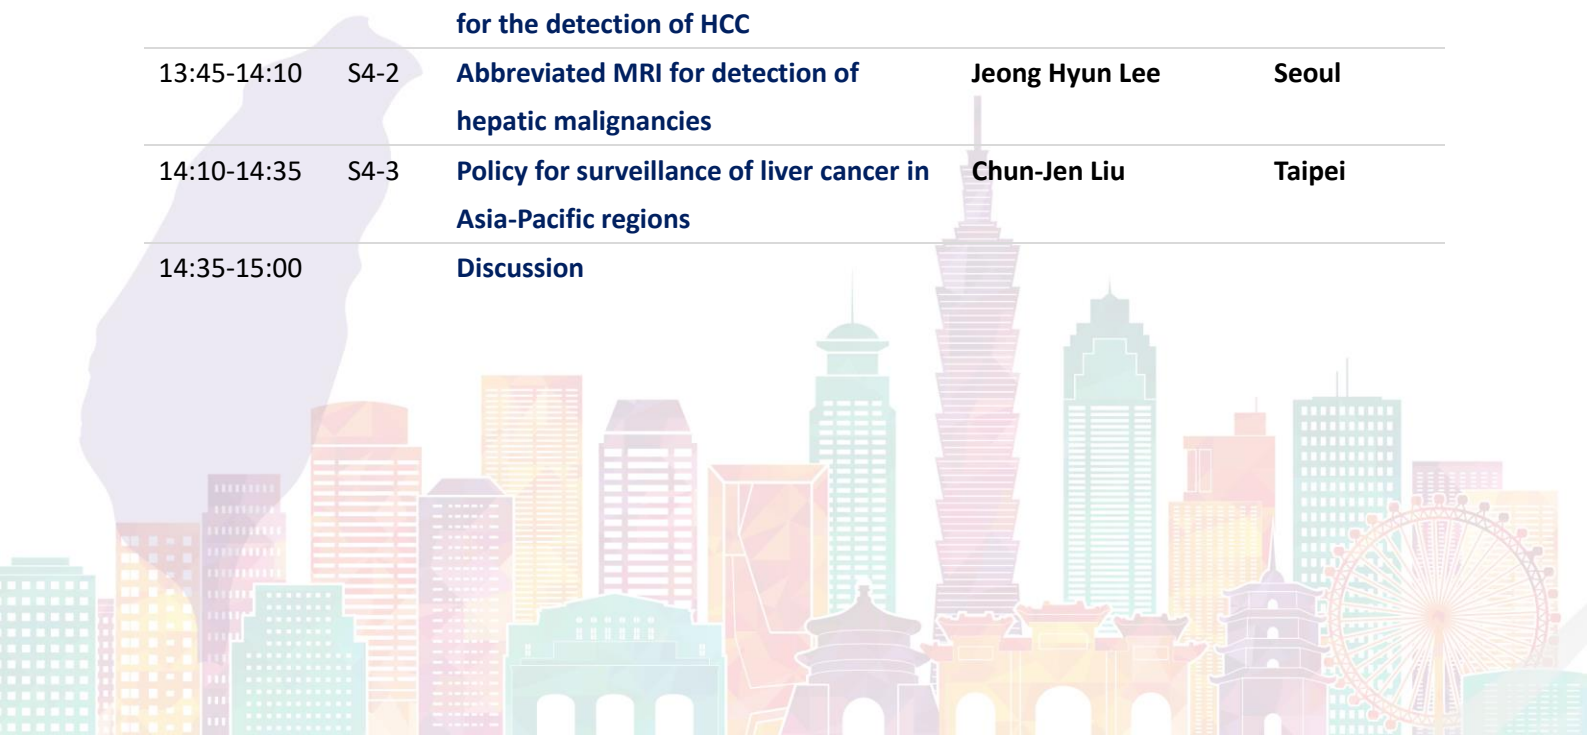 for the detection of HCC
13:45-14:10 S4-2 Abbreviated MRI for detection of Jeong Hyun Lee Seoul
hepatic malignancies
14:10-14:35 S4-3 Policy for surveillance of liver cancer in Chun-Jen Liu Taipei
Asia-Pacific regions
14:35-15:00 Discussion